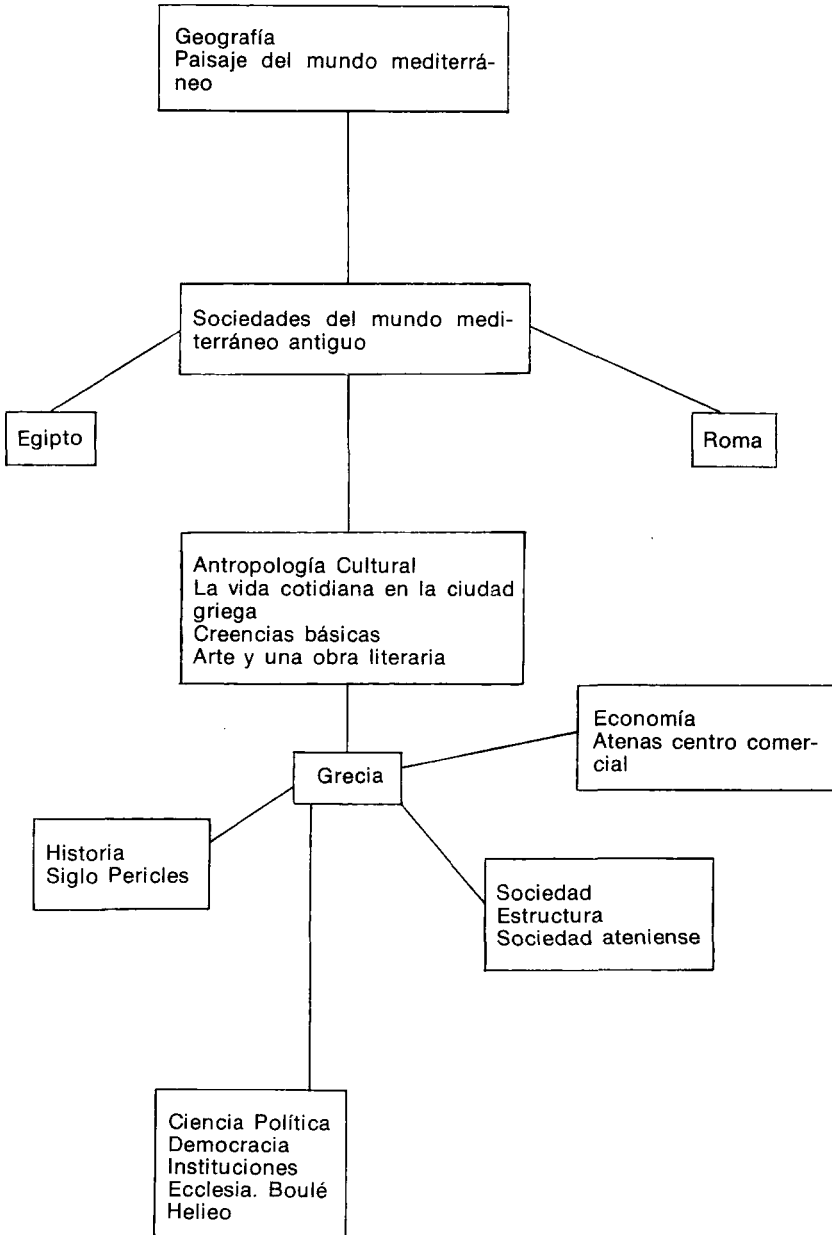 Geografía
Paisaje del mundo mediterrá-
neo
Sociedades del mundo medi-
terráneo antiguo
Egipto
Roma
Antropología Cultural
La vida cotidiana en la ciudad
griega
Creencias básicas
Arte y una obra literaria
Economía
Atenas centro comer-
cial
Grecia
Historia
Siglo Pericles
Sociedad
Estructura
Sociedad ateniense
Ciencia Política
Democracia
Instituciones
Ecclesia. Boulé
Helieo